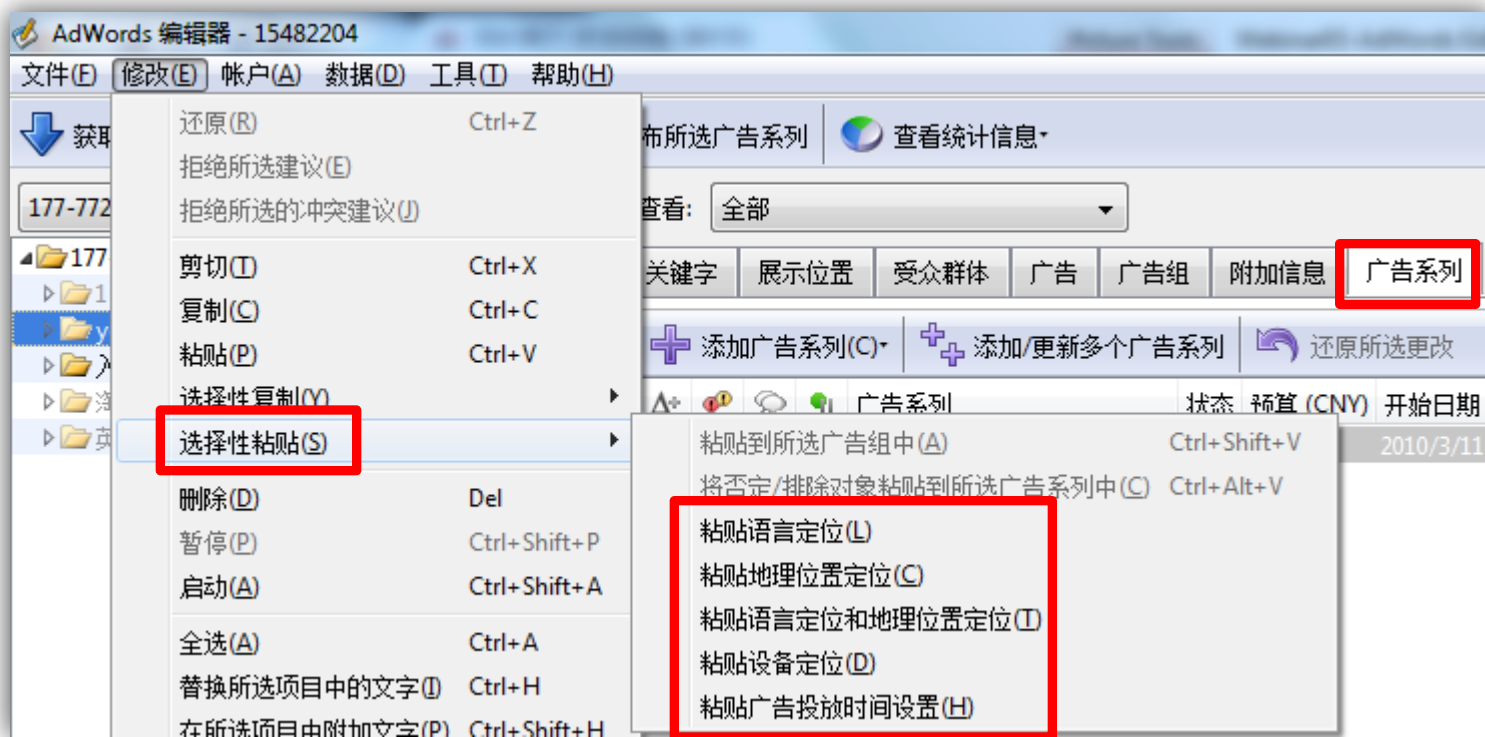 AdWords 编辑器 - 15482204
文件(F) 修改(E) 帐户(A) 数据(D) 工具(T) 帮助(H)
获取
布所选广告系列 查看统计信息
177-772
查看: 全部
177
关键字 展示位置 受众群体 广告 广告组 附加信息 广告系列
添加广告系列(C) 添加/更新多个广告系列 还原所选更改
广告系列 状态 预算 (CNY) 开始日期
2010/3/11
还原(R) Ctrl+Z
拒绝所选建议(E)
拒绝所选的冲突建议(J)
剪切(T) Ctrl+X
复制(C) Ctrl+C
粘贴(P) Ctrl+V
选择性复制(Y)
选择性粘贴(S)
删除(D) Del
暂停(P) Ctrl+Shift+P
启动(A) Ctrl+Shift+A
全选(A) Ctrl+A
替换所选项目中的文字(I) Ctrl+H
在所选项目中附加文字(P) Ctrl+Shift+H
粘贴到所选广告组中(A) Ctrl+Shift+V
将否定/排除对象粘贴到所选广告系列中(C) Ctrl+Alt+V
粘贴语言定位(L)
粘贴地理位置定位(C)
粘贴语言定位和地理位置定位(T)
粘贴设备定位(D)
粘贴广告投放时间设置(H)